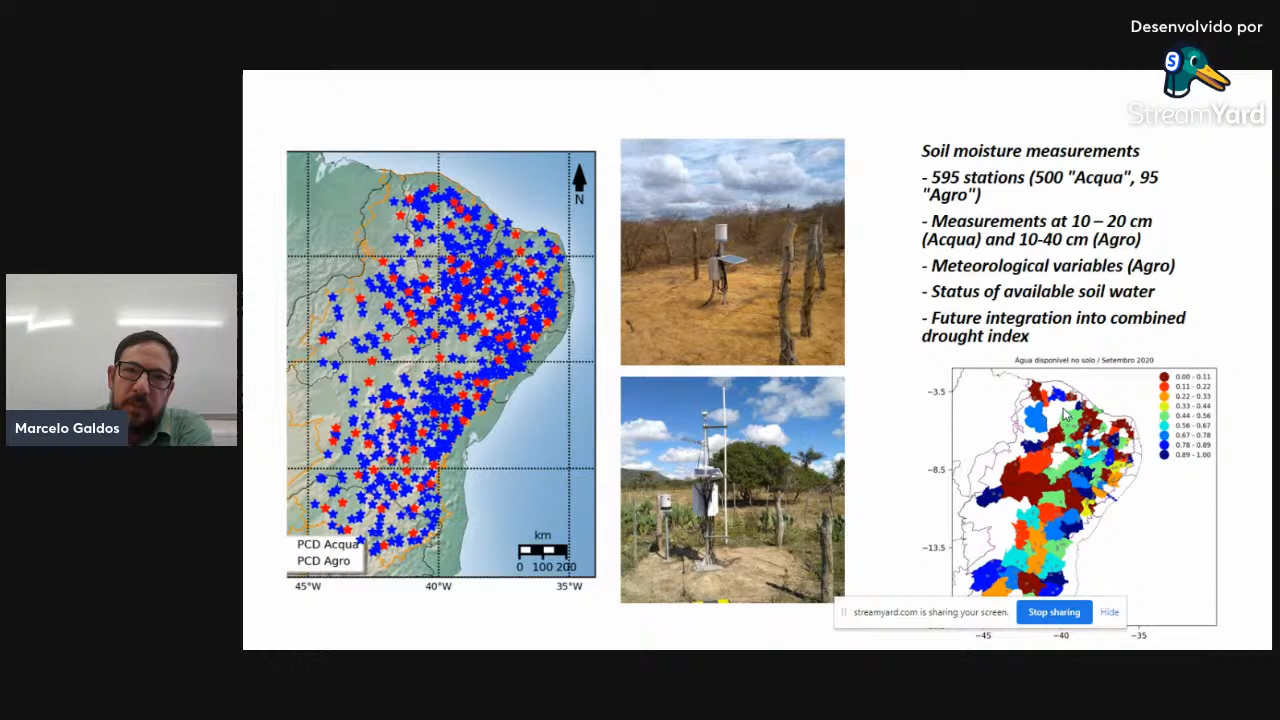 Desenvolvido por
StreamYard
Soil moisture measurements
- 595 stations (500 "Acqua", 95
"Agro")
- Measurements at 10 – 20 cm
(Acqua) and 10-40 cm (Agro)
- Meteorological variables (Agro)
- Status of available soil water
- Future integration into combined
drought index
N
km
0 100 200
PCD Acqua
PCD Agro
45°W 40°W 35°W
Marcelo Galdos
Água disponível no solo / Setembro 2020
0.00 - 0.11
0.11 - 0.22
0.22 - 0.33
0.33 - 0.44
0.44 - 0.56
0.56 - 0.67
0.67 - 0.78
0.78 - 0.89
0.89 - 1.00
−3.5
−8.5
−13.5
−45 −40 −35
streamyard.com is sharing your screen.
Stop sharing
Hide